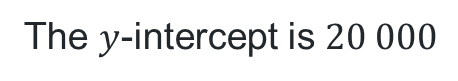 The y-intercept is 20 000